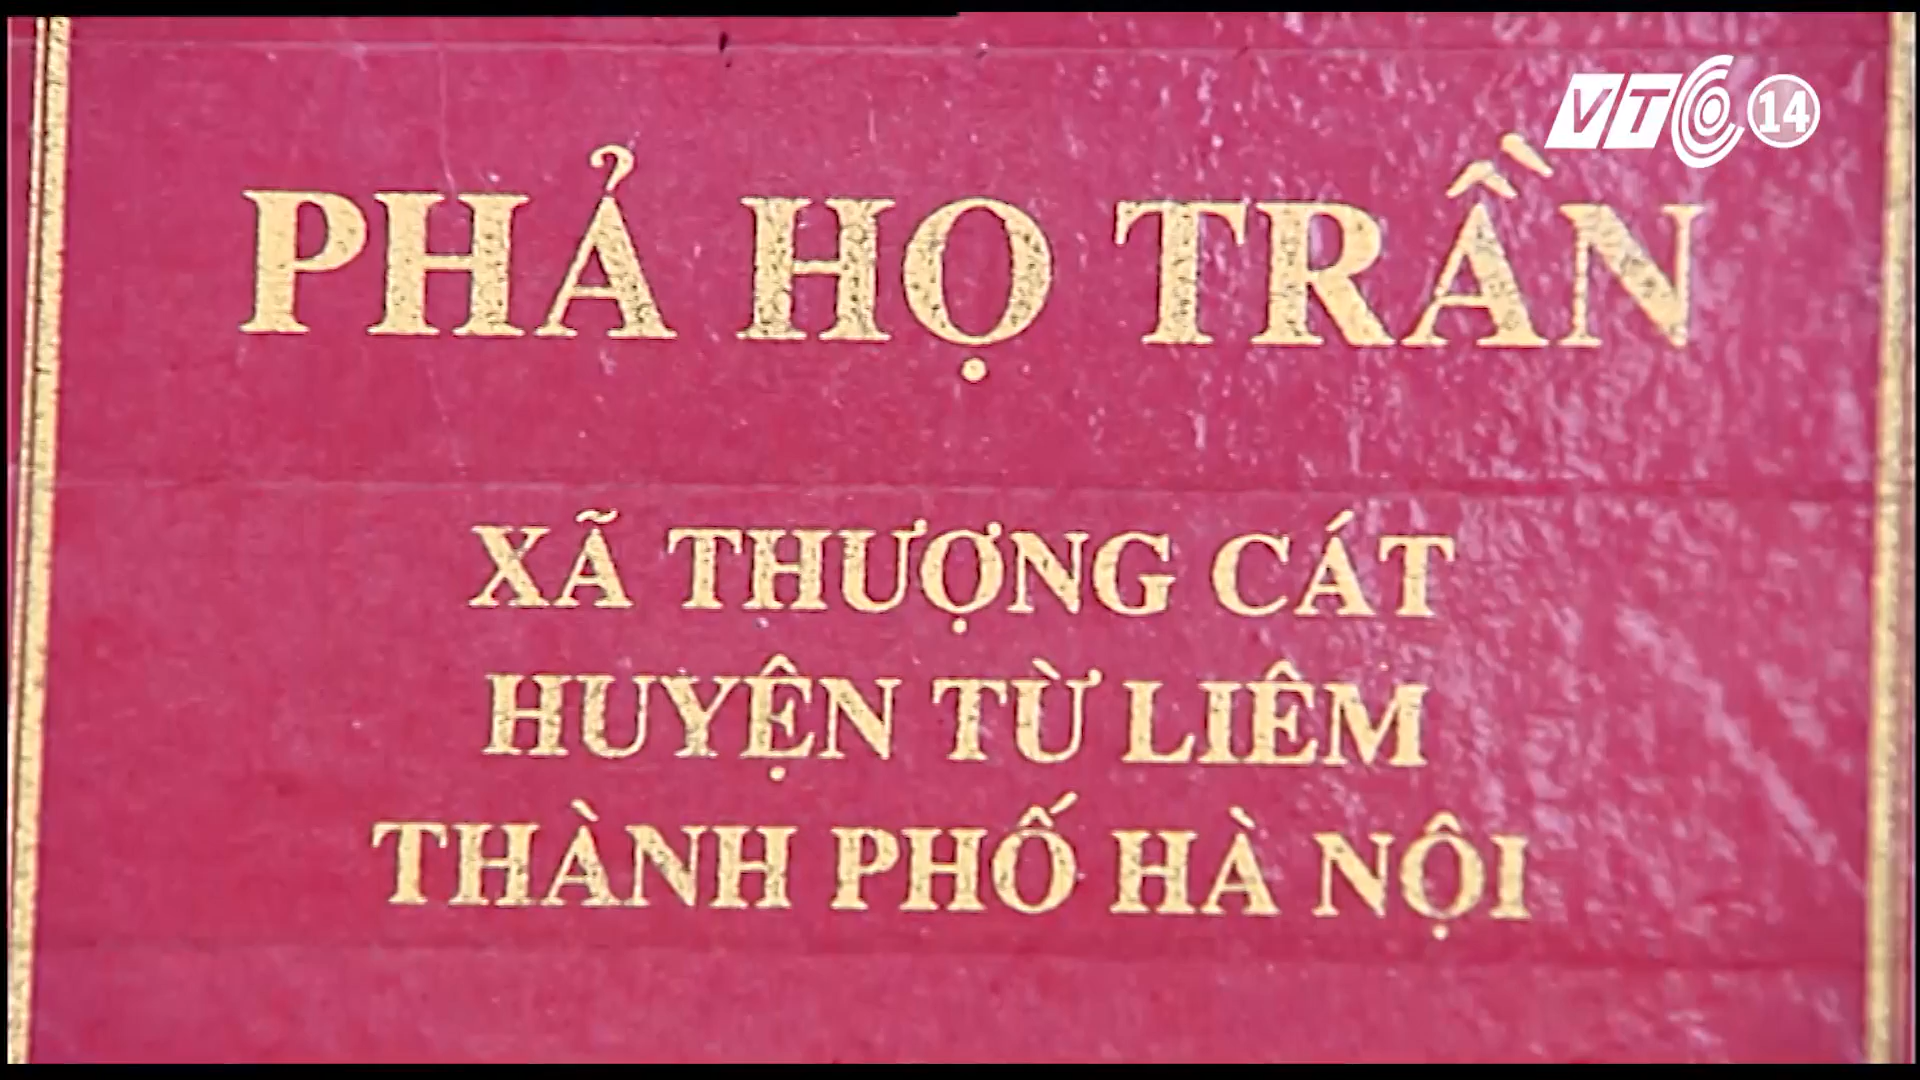 VTC 14
PHẢ HỌ TRẦN
XÃ THƯỢNG CÁT
HUYỆN TỪ LIÊM
THÀNH PHỐ HÀ NỘI